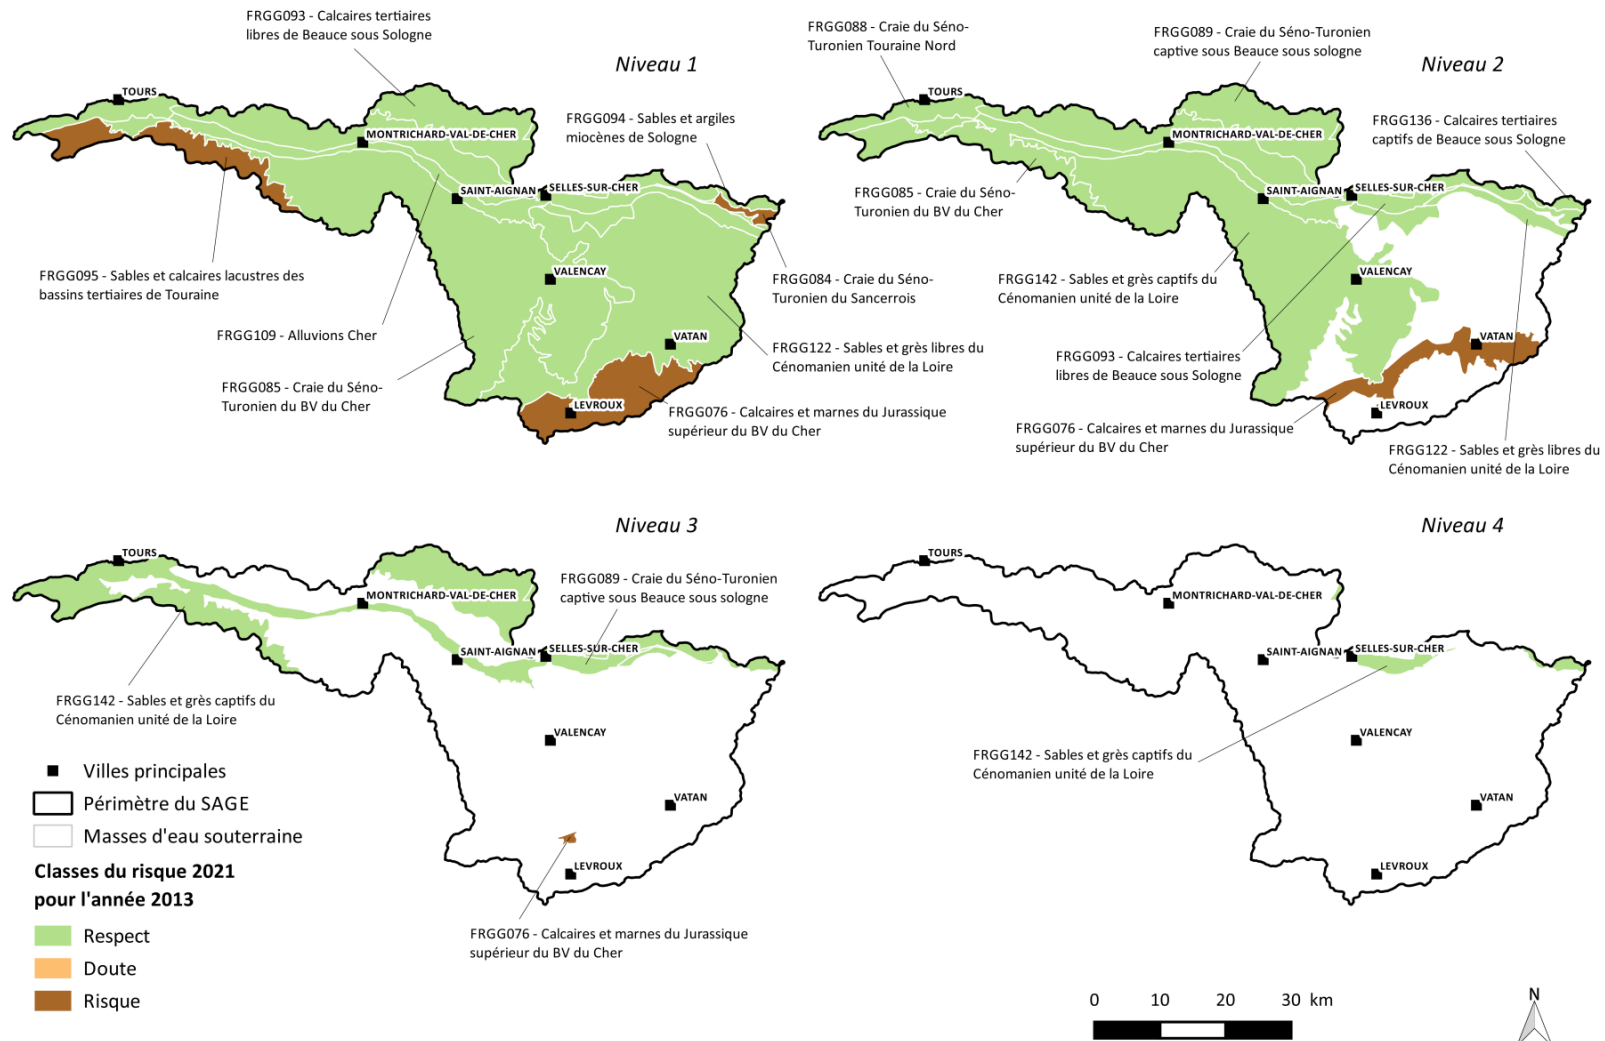 FRGG093 - Calcaires tertiaires
libres de Beauce sous Sologne
Niveau 1
TOURS
MONTRICHARD-VAL-DE-CHER
FRGG094 - Sables et argiles
miocènes de Sologne
SAINT-AIGNAN
SELLES-SUR-CHER
FRGG095 - Sables et calcaires lacustres des
bassins tertiaires de Touraine
VALENCAY
FRGG084 - Craie du Séno-
Turonien du Sancerrois
FRGG109 - Alluvions Cher
VATAN
FRGG122 - Sables et grès libres du
Cénomanien unité de la Loire
FRGG085 - Craie du Séno-
Turonien du BV du Cher
LEVROUX
FRGG076 - Calcaires et marnes du Jurassique
supérieur du BV du Cher
FRGG088 - Craie du Séno-
Turonien Touraine Nord
FRGG089 - Craie du Séno-Turonien
captive sous Beauce sous sologne
Niveau 2
TOURS
MONTRICHARD-VAL-DE-CHER
FRGG136 - Calcaires tertiaires
captifs de Beauce sous Sologne
FRGG085 - Craie du Séno-
Turonien du BV du Cher
SAINT-AIGNAN
SELLES-SUR-CHER
FRGG142 - Sables et grès captifs du
Cénomanien unité de la Loire
VALENCAY
VATAN
FRGG093 - Calcaires tertiaires
libres de Beauce sous Sologne
LEVROUX
FRGG076 - Calcaires et marnes du Jurassique
supérieur du BV du Cher
FRGG122 - Sables et grès libres du
Cénomanien unité de la Loire
Niveau 3
TOURS
MONTRICHARD-VAL-DE-CHER
FRGG089 - Craie du Séno-Turonien
captive sous Beauce sous sologne
SAINT-AIGNAN
SELLES-SUR-CHER
FRGG142 - Sables et grès captifs du
Cénomanien unité de la Loire
VALENCAY
VATAN
LEVROUX
FRGG076 - Calcaires et marnes du Jurassique
supérieur du BV du Cher
Niveau 4
TOURS
MONTRICHARD-VAL-DE-CHER
SAINT-AIGNAN
SELLES-SUR-CHER
FRGG142 - Sables et grès captifs du
Cénomanien unité de la Loire
VALENCAY
VATAN
LEVROUX
Villes principales
Périmètre du SAGE
Masses d'eau souterraine
Classes du risque 2021
pour l'année 2013
Respect
Doute
Risque
0 10 20 30 km
N